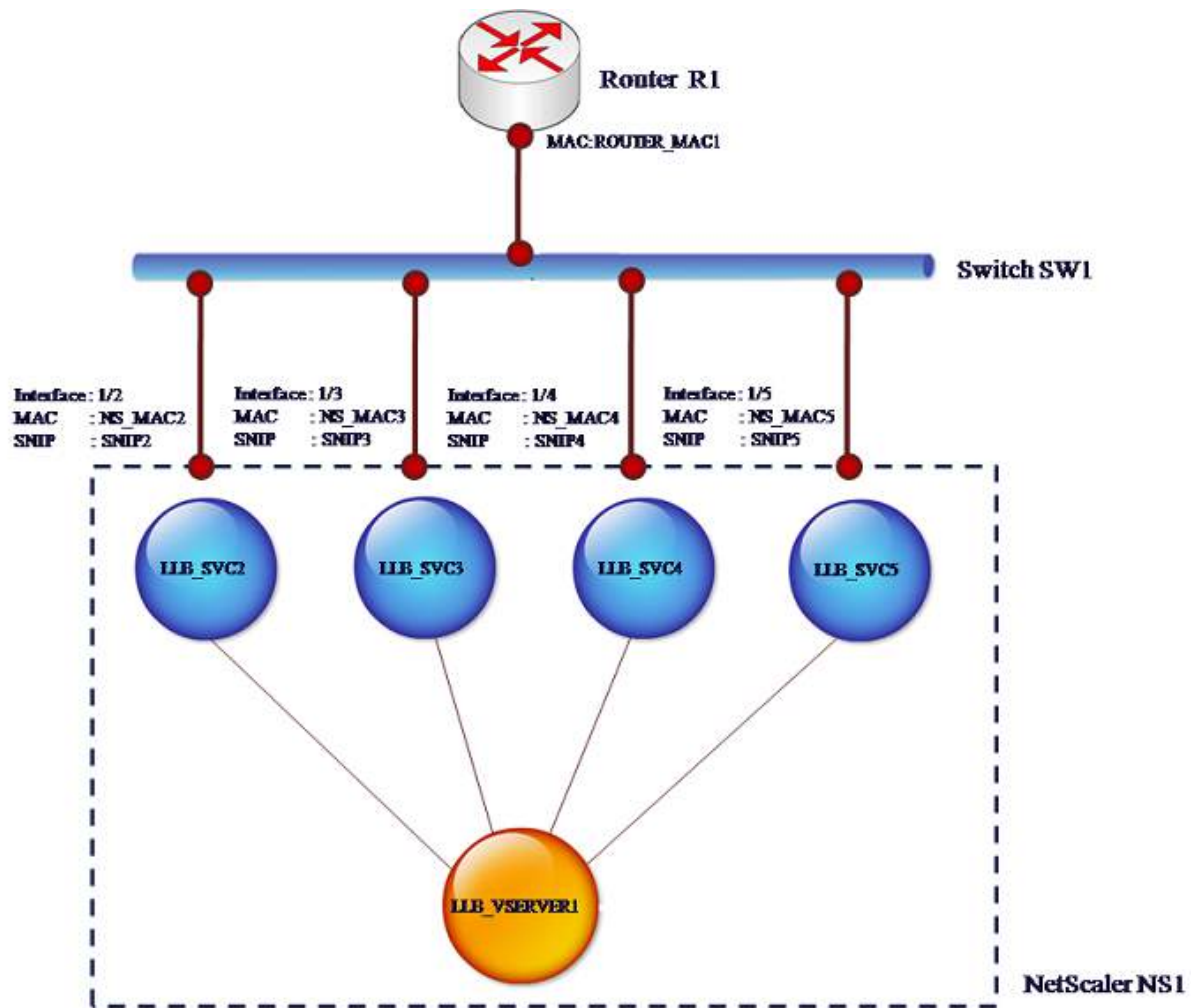 Router R1
MAC:ROUTER_MAC1
Switch SW1
Interface : 1/2
MAC : NS_MAC2
SNIP : SNIP2
Interface : 1/3
MAC : NS_MAC3
SNIP : SNIP3
Interface : 1/4
MAC : NS_MAC4
SNIP : SNIP4
Interface : 1/5
MAC : NS_MAC5
SNIP : SNIP5
LLB_SVC2
LLB_SVC3
LLB_SVC4
LLB_SVC5
LLB_VSERVER1
NetScaler NS1